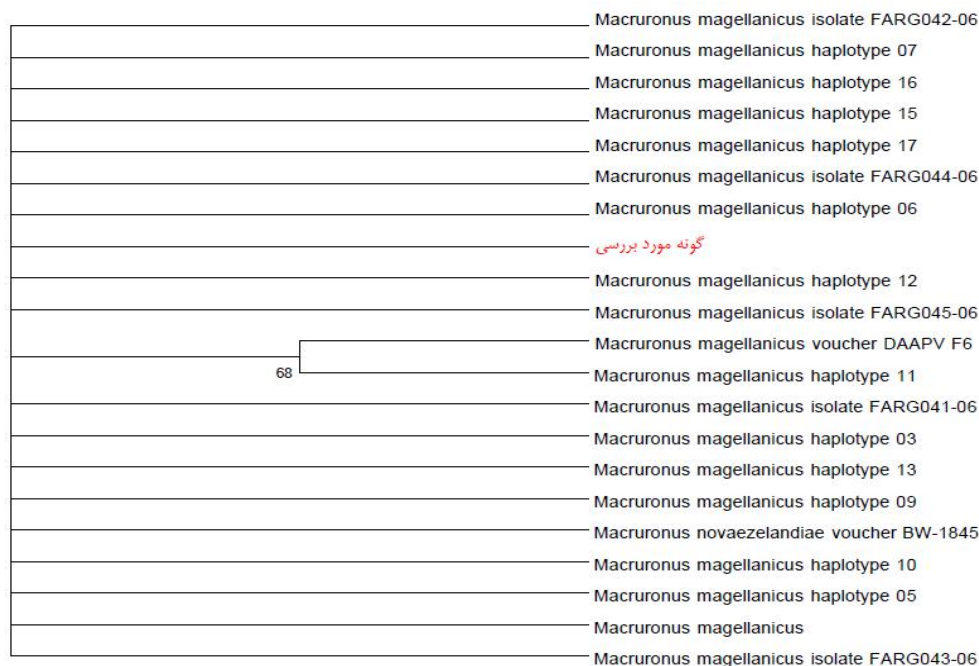 Macruronus magellanicus isolate FARG042-06
Macruronus magellanicus haplotype 07
Macruronus magellanicus haplotype 16
Macruronus magellanicus haplotype 15
Macruronus magellanicus haplotype 17
Macruronus magellanicus isolate FARG044-06
Macruronus magellanicus haplotype 06
گونه مورد بررسی
Macruronus magellanicus haplotype 12
Macruronus magellanicus isolate FARG045-06
Macruronus magellanicus voucher DAAPV F6
68
Macruronus magellanicus haplotype 11
Macruronus magellanicus isolate FARG041-06
Macruronus magellanicus haplotype 03
Macruronus magellanicus haplotype 13
Macruronus magellanicus haplotype 09
Macruronus novaezelandiae voucher BW-1845
Macruronus magellanicus haplotype 10
Macruronus magellanicus haplotype 05
Macruronus magellanicus
Macruronus magellanicus isolate FARG043-06